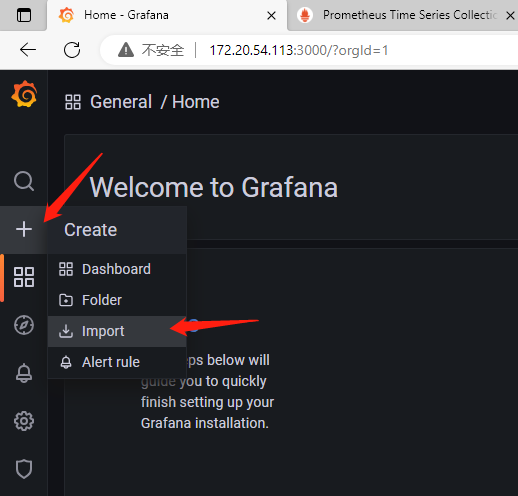 Home - Grafana
Prometheus Time Series Collectio
不安全 172.20.54.113:3000/?orgId=1
General / Home
Welcome to Grafana
Create
Dashboard
Folder
Import
Alert rule
eps below will
guide you to quickly
finish setting up your
Grafana installation.